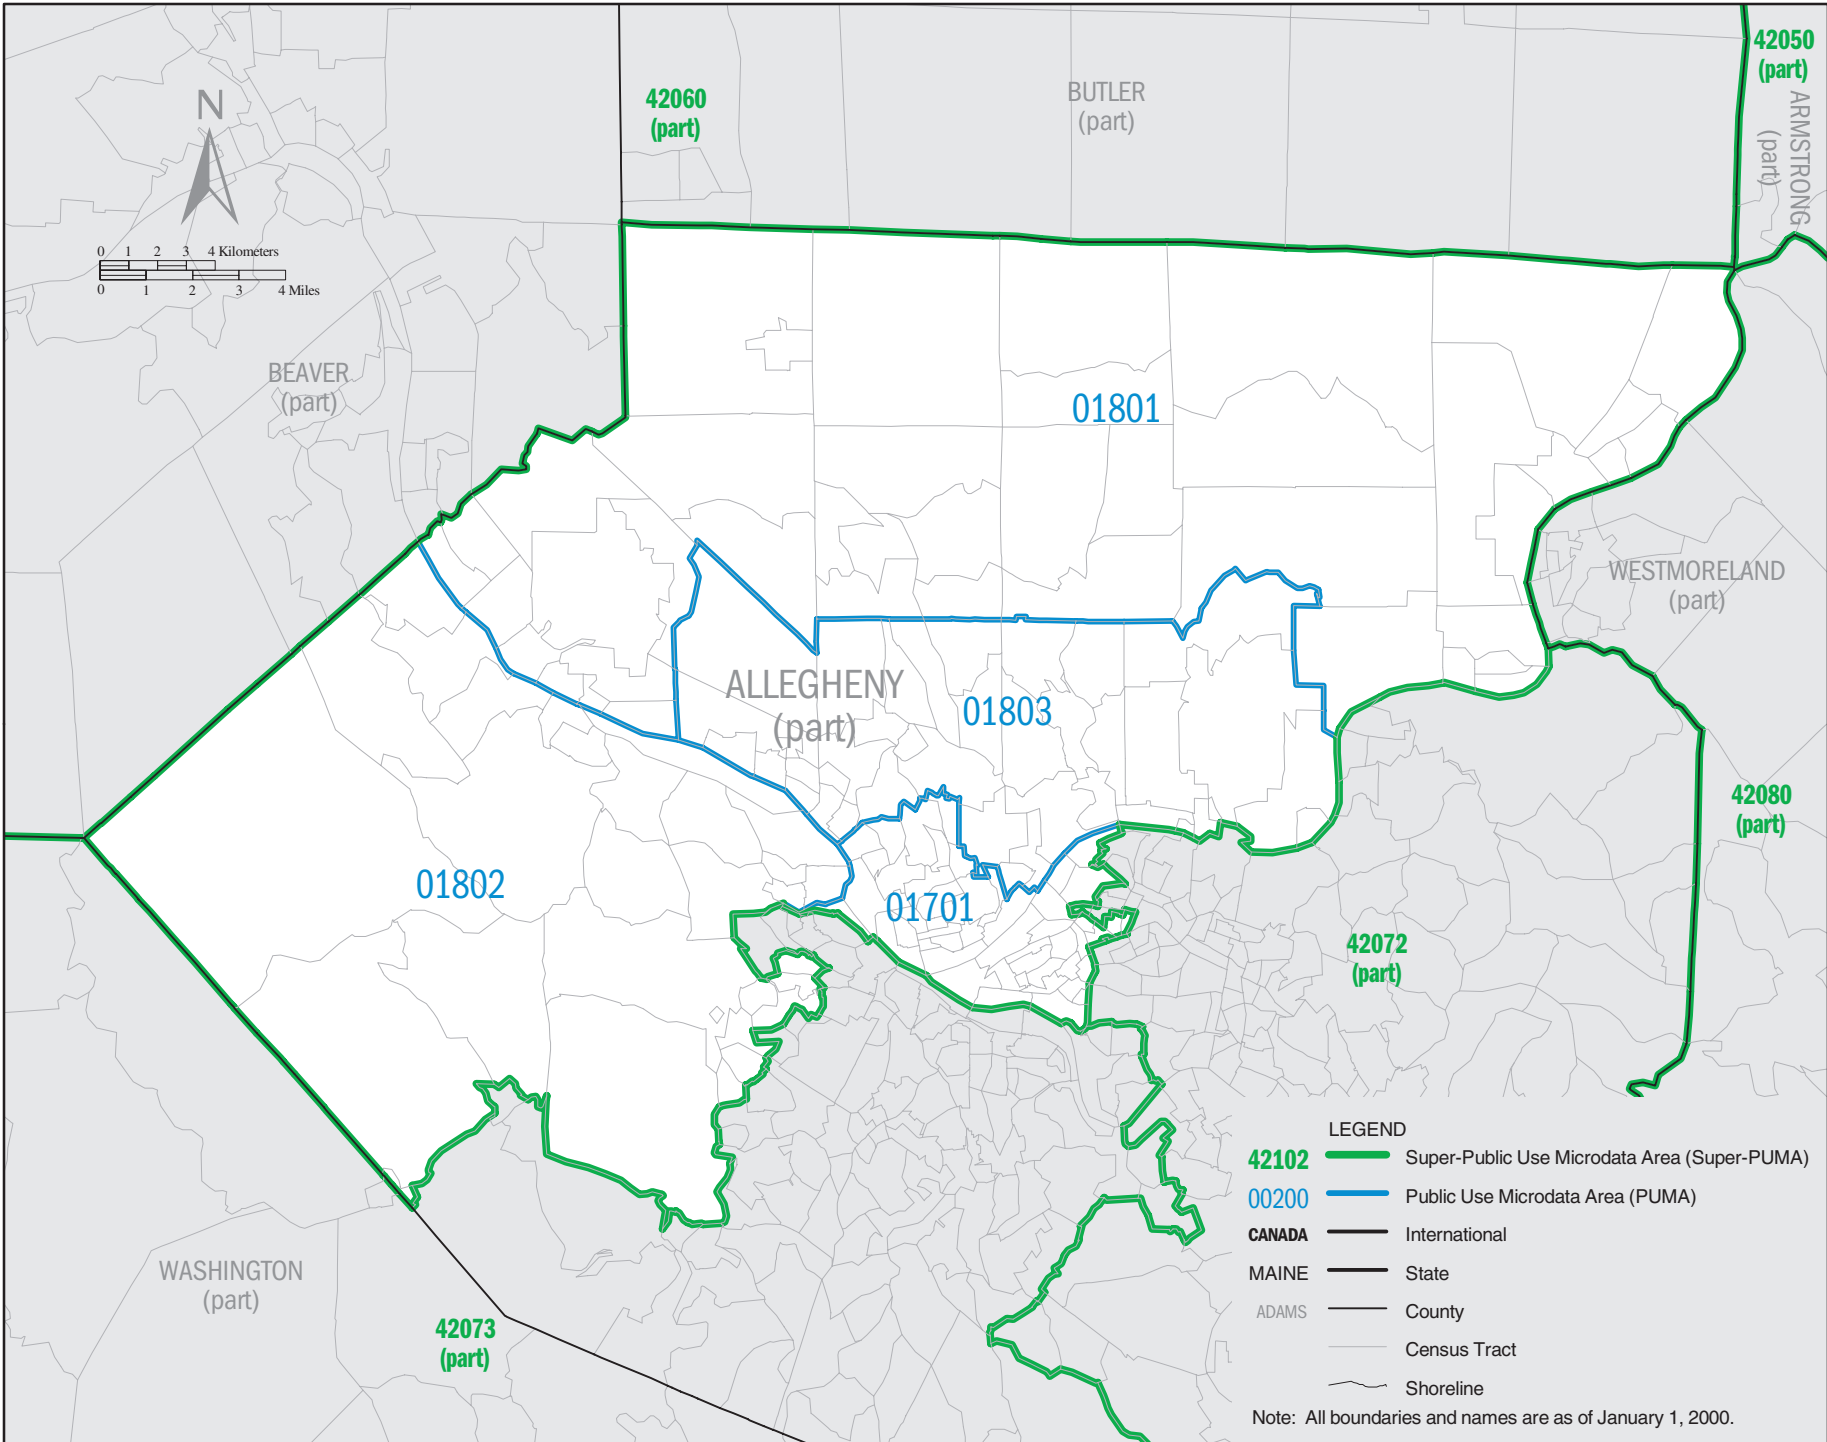 42050
(part)
42060
(part)
BUTLER
(part)
ARMSTRONG
(part)
N
0 1 2 3 4 Kilometers
0 1 2 3 4 Miles
BEAVER
(part)
01801
WESTMORELAND
(part)
ALLEGHENY
(part)
01803
42080
(part)
01802
01701
42072
(part)
WASHINGTON
(part)
42073
(part)
LEGEND
42102 Super-Public Use Microdata Area (Super-PUMA)
00200 Public Use Microdata Area (PUMA)
CANADA International
MAINE State
ADAMS County
Census Tract
Shoreline
Note: All boundaries and names are as of January 1, 2000.